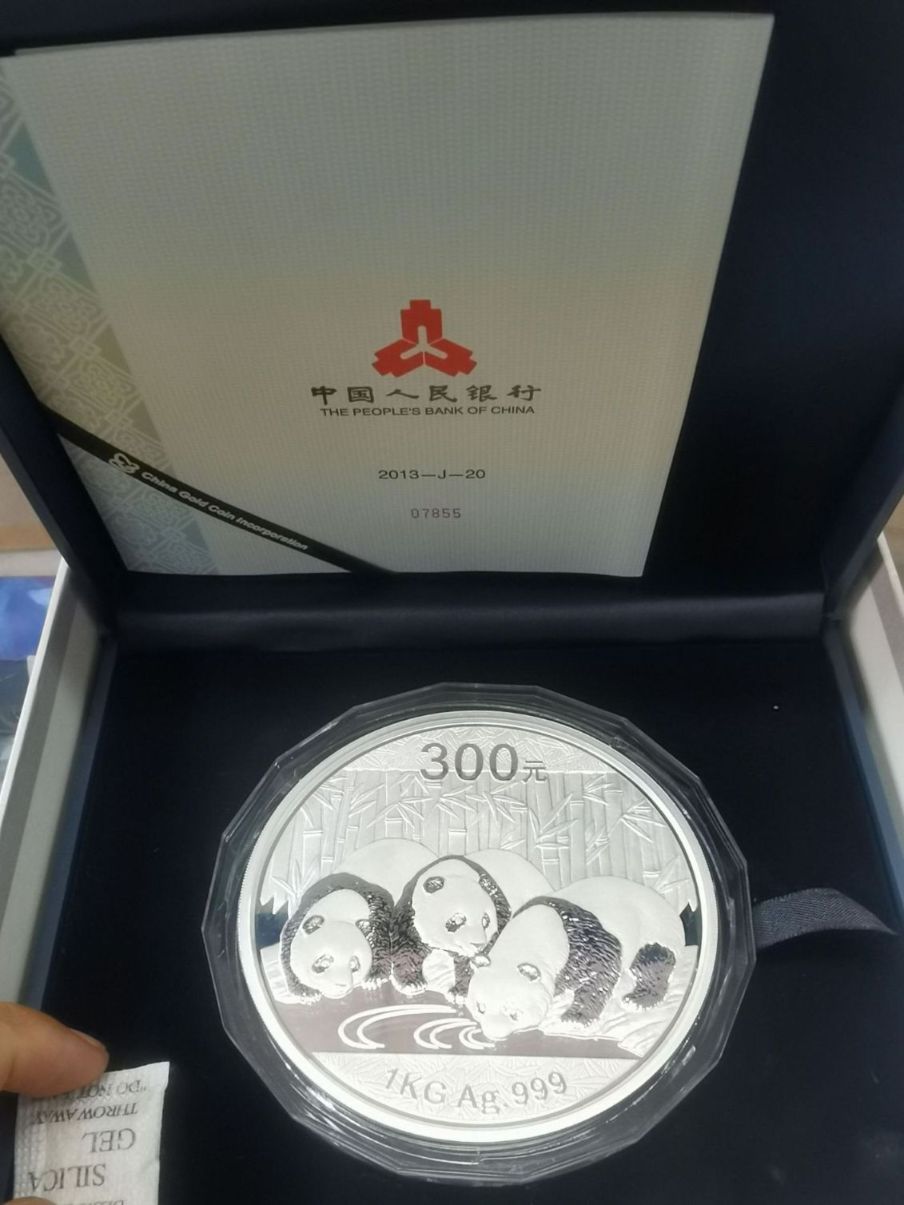 中国人民银行
THE PEOPLE'S BANK OF CHINA
2013—J—20
07855
China Gold Coin Incorporation
300元
1KG Ag.999
"DO NOT
THROW AWAY
GEL
SILICA